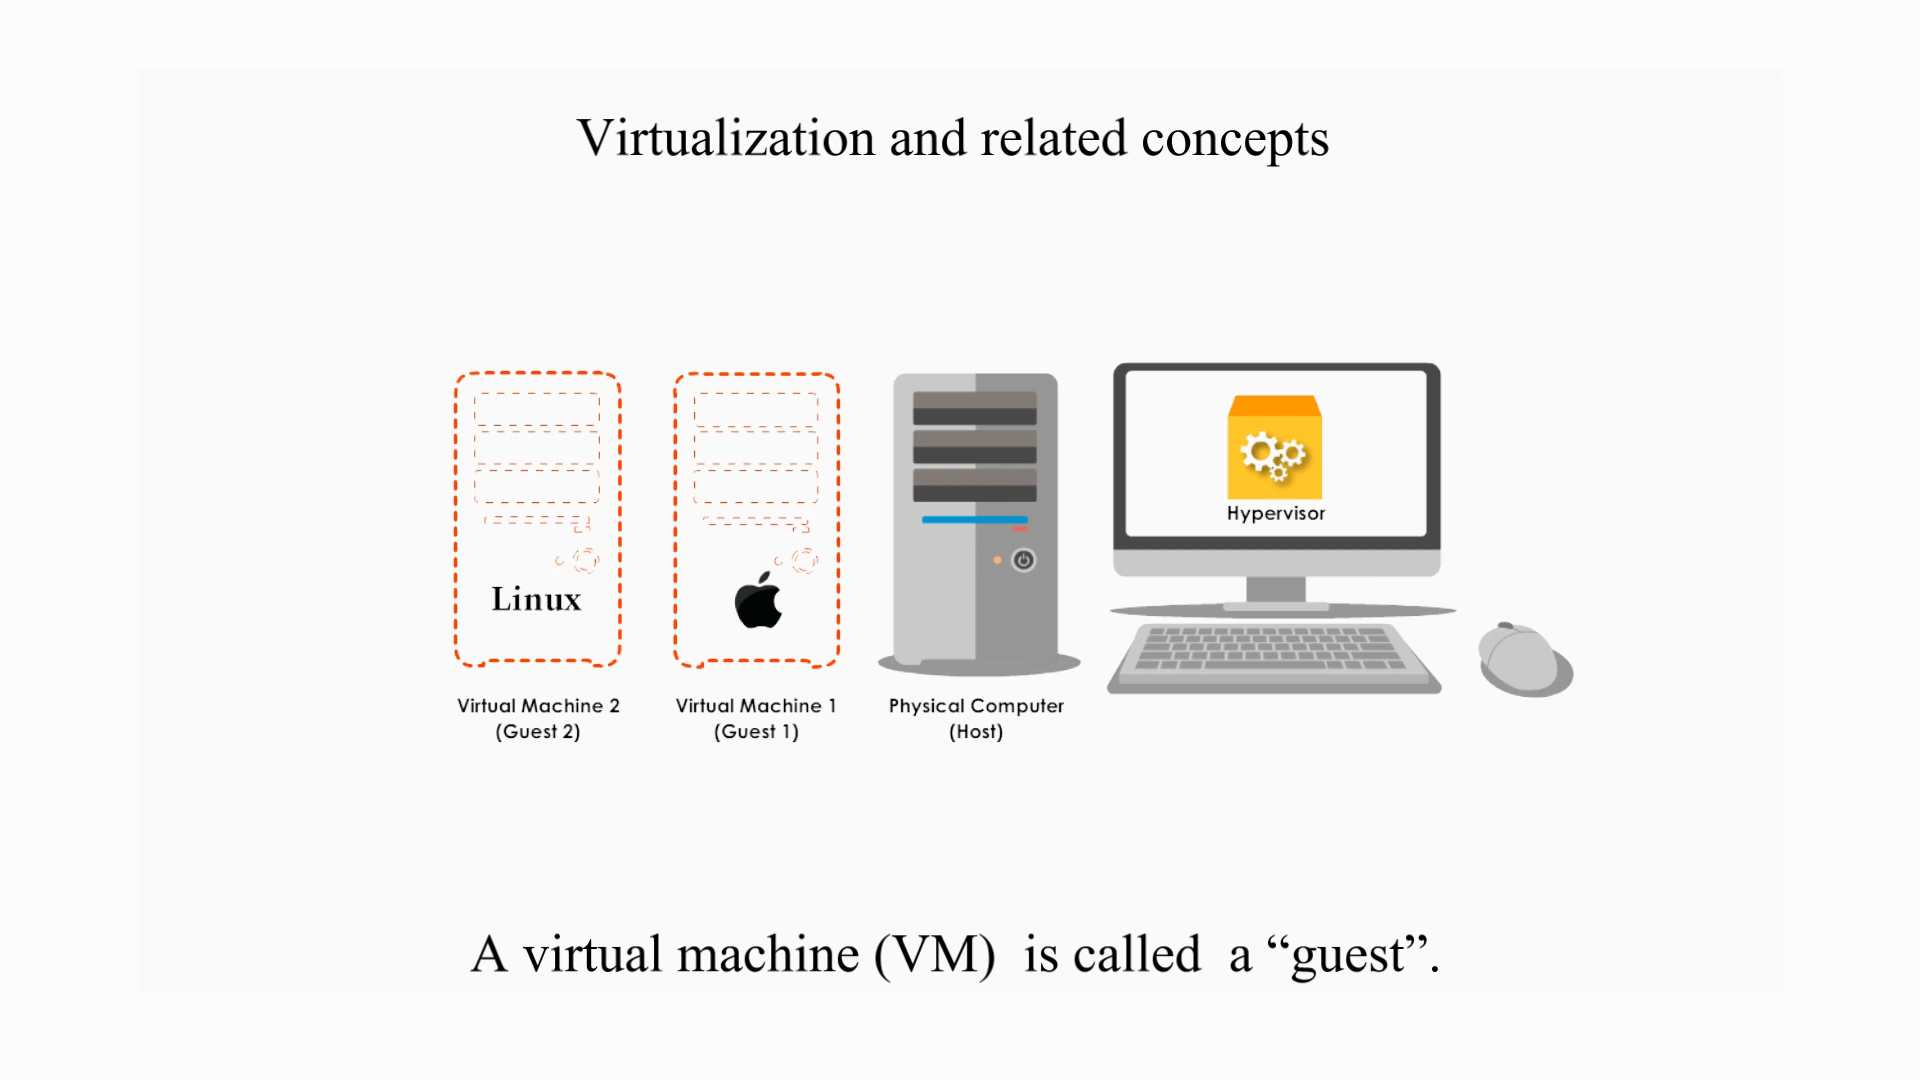 Virtualization and related concepts
Hypervisor
Linux
Virtual Machine 2
(Guest 2)
Virtual Machine 1
(Guest 1)
Physical Computer
(Host)
A virtual machine (VM) is called a “guest”.